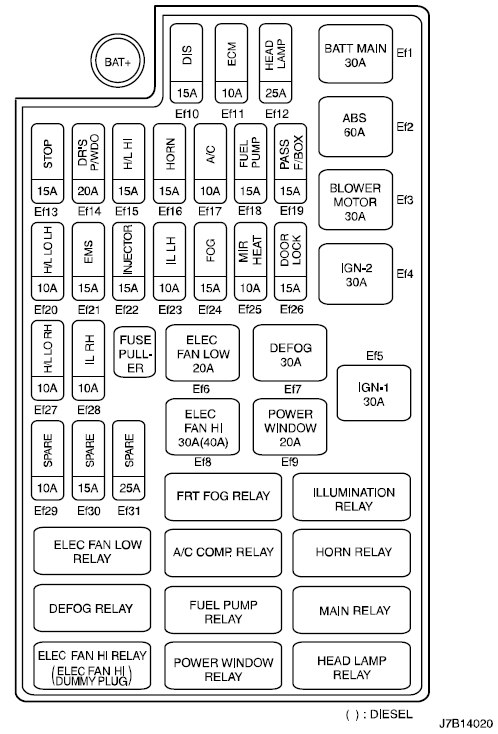 BAT+
DIS
15A
Ef10
ECM
10A
Ef11
HEAD
LAMP
25A
Ef12
BATT MAIN
30A
Ef1
ABS
60A
Ef2
BLOWER
MOTOR
30A
Ef3
IGN-2
30A
Ef4
STOP
15A
Ef13
DR'S
P/WDO
20A
Ef14
H/L HI
15A
Ef15
HORN
15A
Ef16
A/C
10A
Ef17
FUEL
PUMP
15A
Ef18
PASS
F/BOX
15A
Ef19
H/L LO LH
10A
Ef20
EMS
15A
Ef21
INJECTOR
15A
Ef22
IL LH
10A
Ef23
FOG
15A
Ef24
MIR
HEAT
10A
Ef25
DOOR
LOCK
15A
Ef26
H/L LO RH
10A
Ef27
IL RH
10A
Ef28
FUSE
PULL-
ER
ELEC
FAN LOW
20A
Ef6
DEFOG
30A
Ef7
Ef5
IGN-1
30A
ELEC
FAN HI
30A(40A)
Ef8
POWER
WINDOW
20A
Ef9
SPARE
10A
Ef29
SPARE
15A
Ef30
SPARE
25A
Ef31
FRT FOG RELAY
ILLUMINATION
RELAY
ELEC FAN LOW
RELAY
A/C COMP. RELAY
HORN RELAY
DEFOG RELAY
FUEL PUMP
RELAY
MAIN RELAY
ELEC FAN HI RELAY
(ELEC FAN HI
DUMMY PLUG)
POWER WINDOW
RELAY
HEAD LAMP
RELAY
( ) : DIESEL
J7B14020